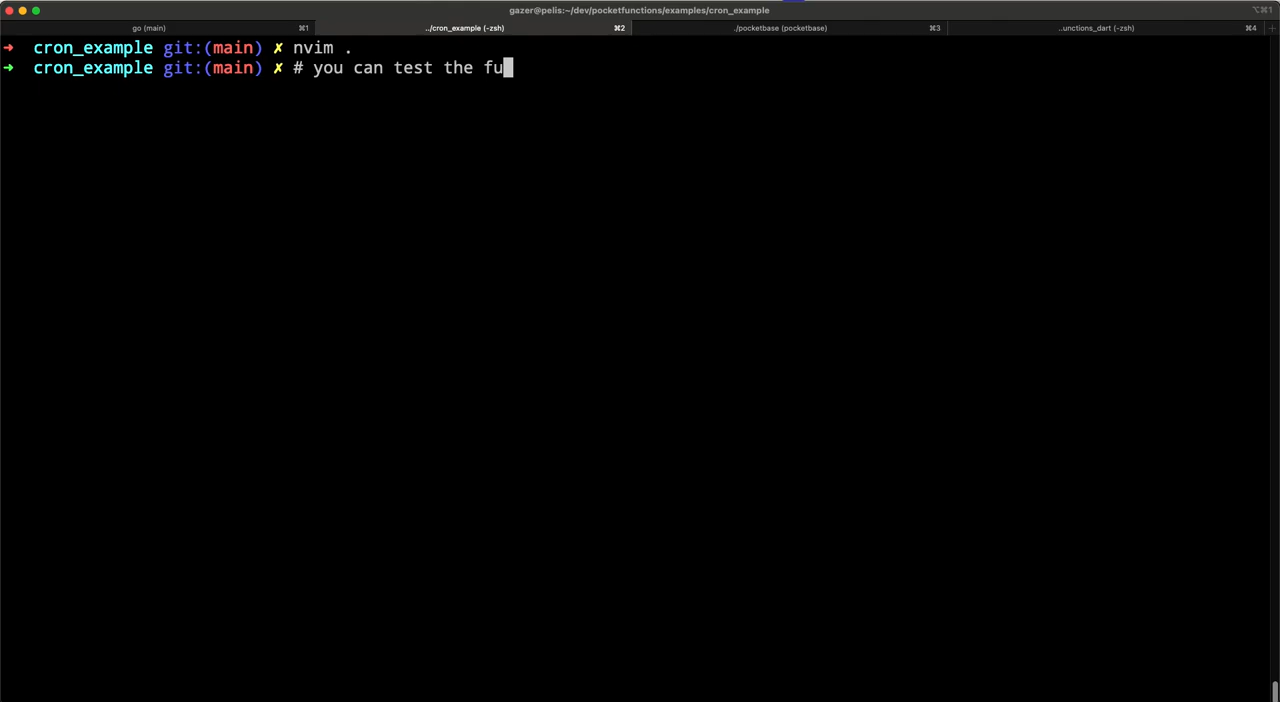 gazer@pelis:~/dev/pocketfunctions/examples/cron_example
⌥⌘1
go (main) ⌘1 ../cron_example (-zsh) ⌘2 ./pocketbase (pocketbase) ⌘3 ..unctions_dart (-zsh) ⌘4 +
➜ cron_example git:(main) ✗ nvim .
➜ cron_example git:(main) ✗ # you can test the fu